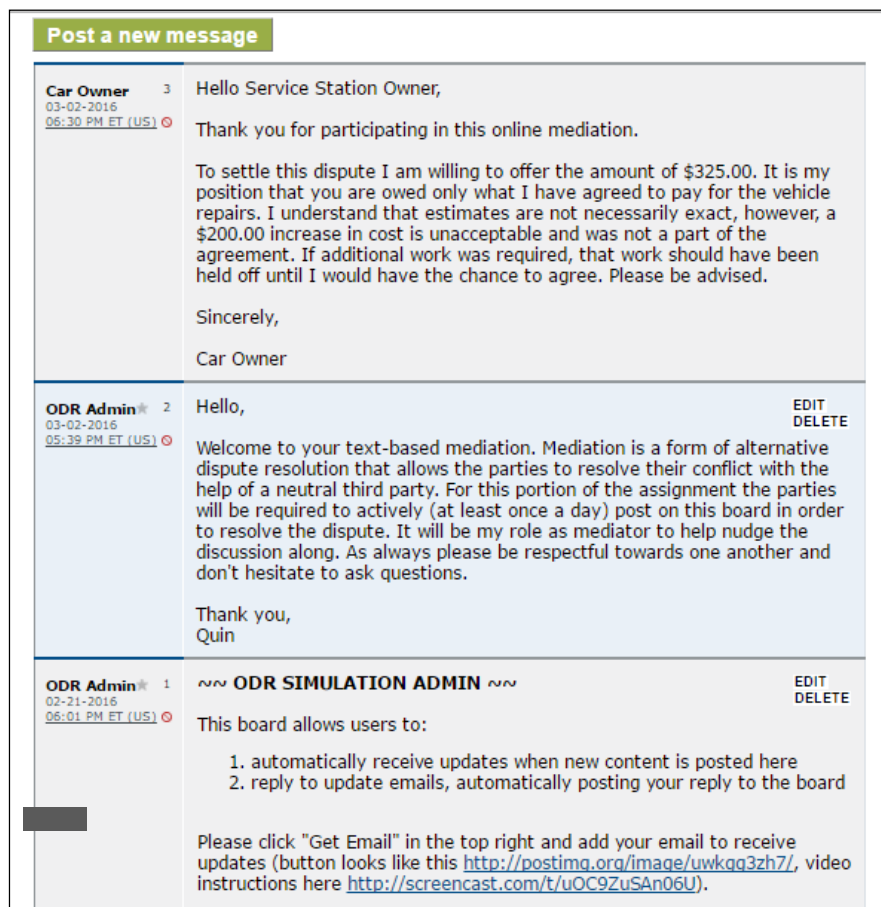 Post a new message
Car Owner 3
03-02-2016
06:30 PM ET (US)
Hello Service Station Owner,
Thank you for participating in this online mediation.
To settle this dispute I am willing to offer the amount of $325.00. It is my
position that you are owed only what I have agreed to pay for the vehicle
repairs. I understand that estimates are not necessarily exact, however, a
$200.00 increase in cost is unacceptable and was not a part of the
agreement. If additional work was required, that work should have been
held off until I would have the chance to agree. Please be advised.
Sincerely,
Car Owner
ODR Admin 2
03-02-2016
05:39 PM ET (US)
Hello,
EDIT
DELETE
Welcome to your text-based mediation. Mediation is a form of alternative
dispute resolution that allows the parties to resolve their conflict with the
help of a neutral third party. For this portion of the assignment the parties
will be required to actively (at least once a day) post on this board in order
to resolve the dispute. It will be my role as mediator to help nudge the
discussion along. As always please be respectful towards one another and
don't hesitate to ask questions.
Thank you,
Quin
ODR Admin 1
02-21-2016
06:01 PM ET (US)
~~ ODR SIMULATION ADMIN ~~
EDIT
DELETE
This board allows users to:
1. automatically receive updates when new content is posted here
2. reply to update emails, automatically posting your reply to the board
Please click "Get Email" in the top right and add your email to receive
updates (button looks like this http://postimg.org/image/uwkgg3zh7/, video
instructions here http://screencast.com/t/uOC9ZuSAn06U).